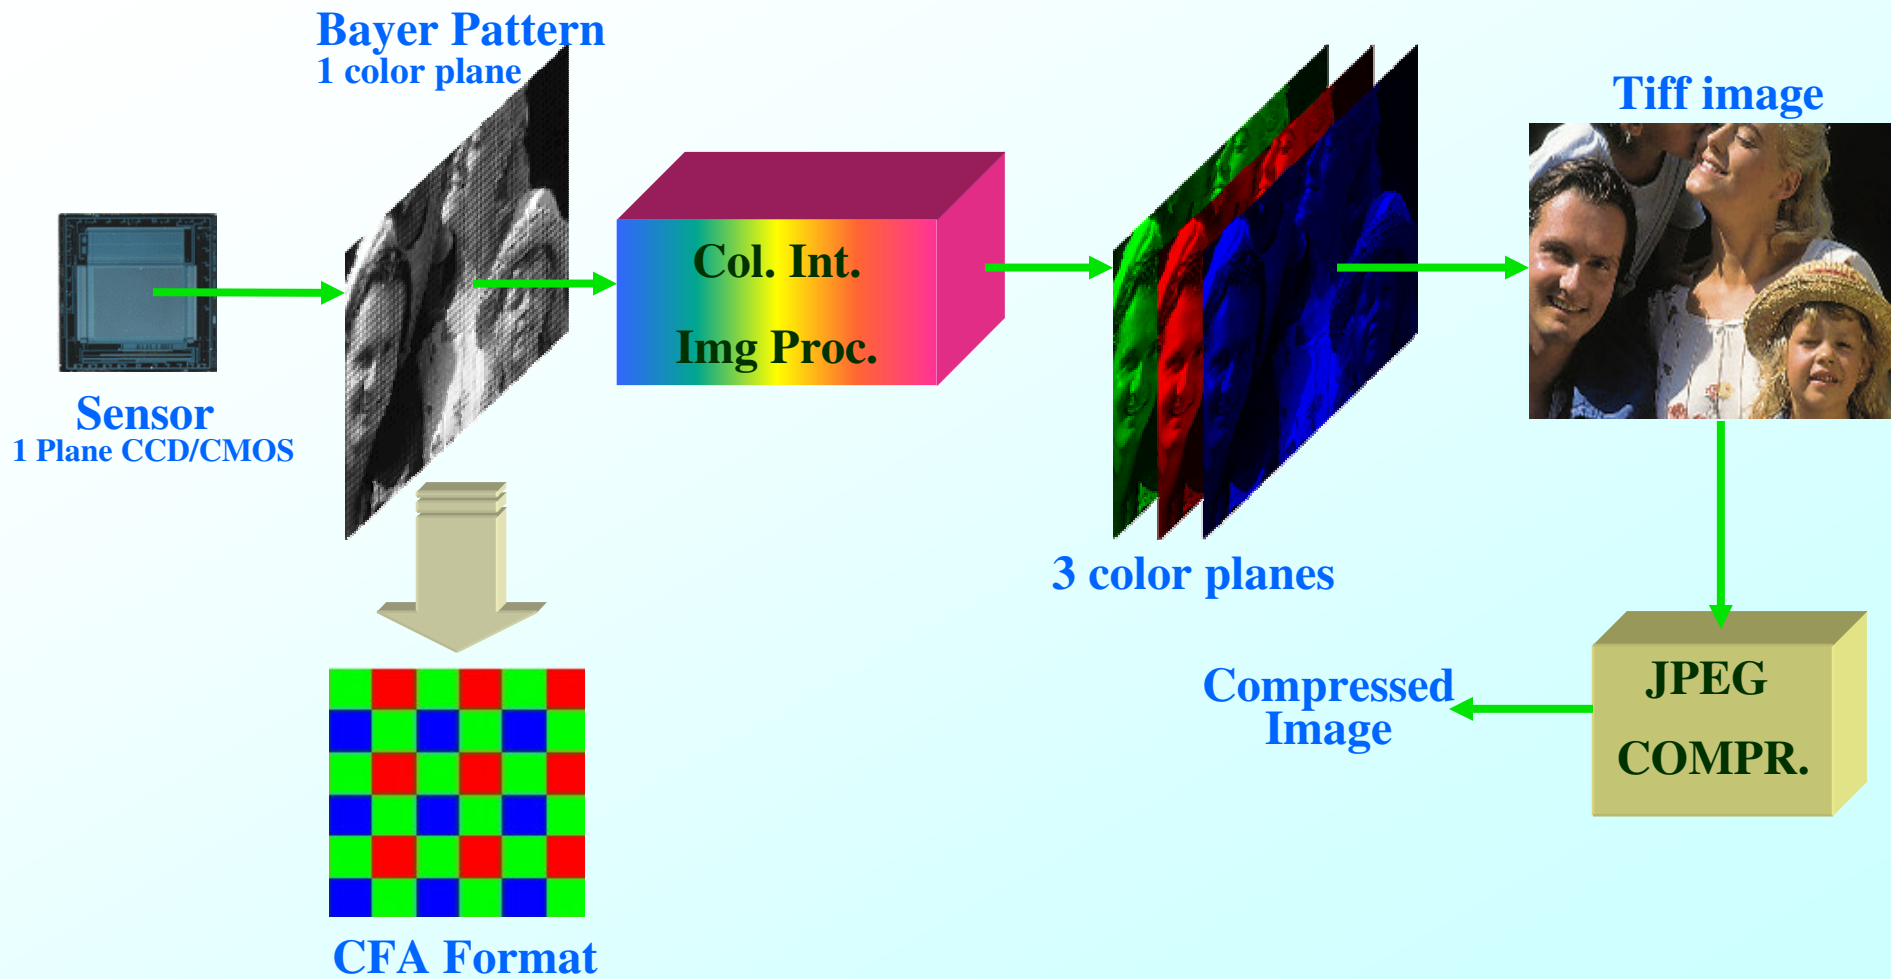 Bayer Pattern
1 color plane
Tiff image
Col. Int.
Img Proc.
Sensor
1 Plane CCD/CMOS
3 color planes
JPEG
COMPR.
Compressed
Image
CFA Format